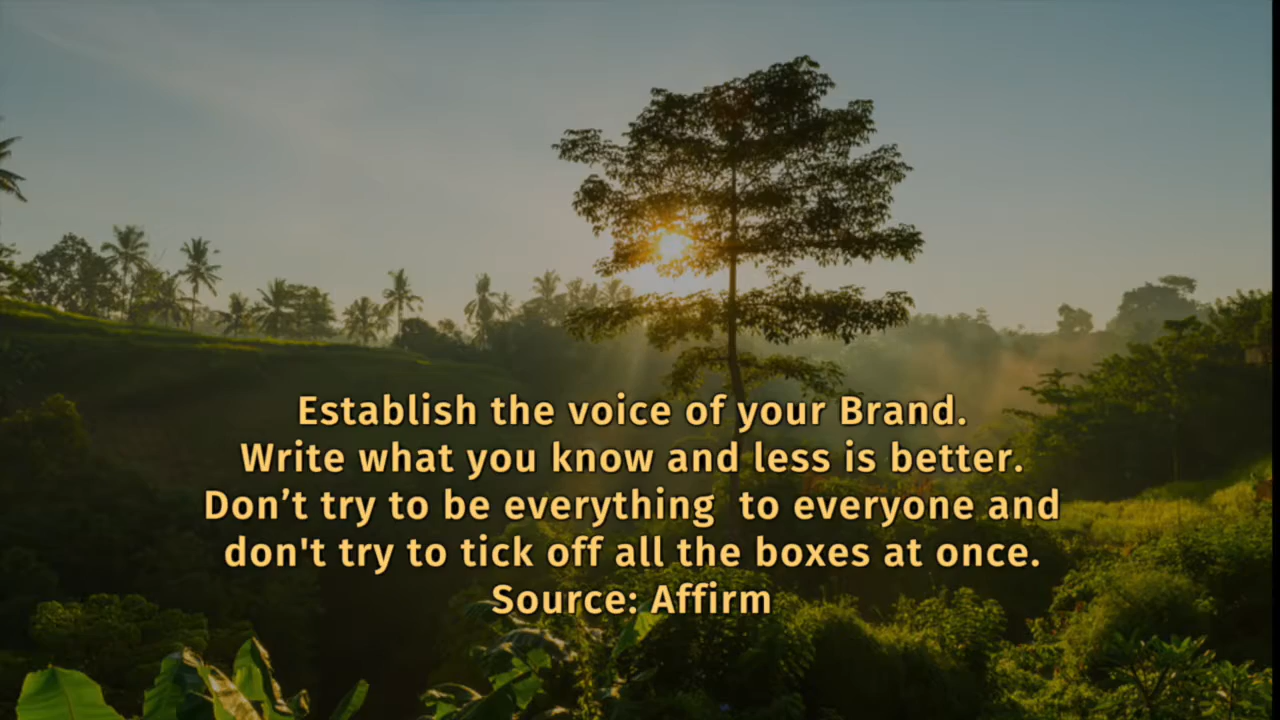 Establish the voice of your Brand.
Write what you know and less is better.
Don’t try to be everything  to everyone and
don't try to tick off all the boxes at once.
Source: Affirm